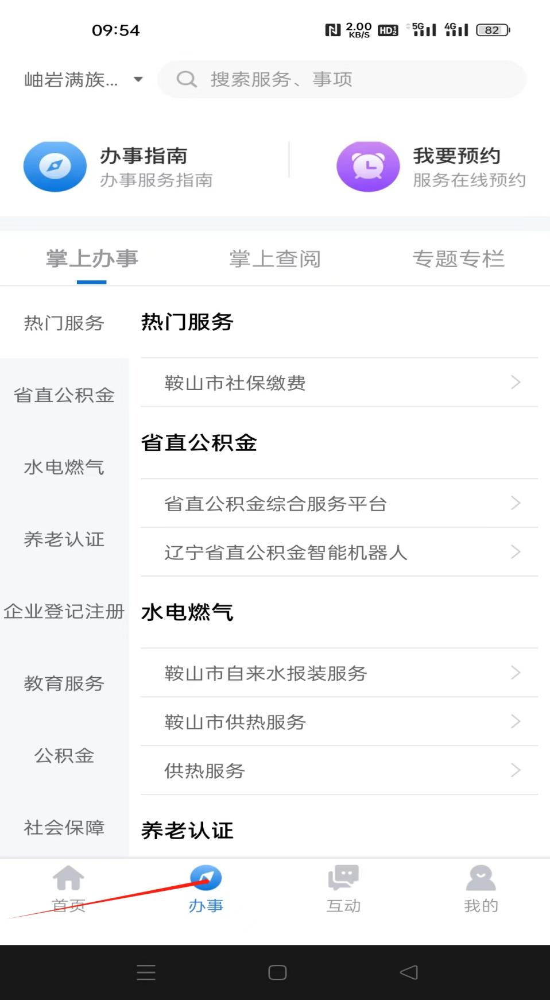 09:54
2.00 KB/S HD 1 2 5G 4G 82
岫岩满族...
搜索服务、事项
办事指南
办事服务指南
我要预约
服务在线预约
掌上办事 掌上查阅 专题专栏
热门服务
省直公积金
水电燃气
养老认证
企业登记注册
教育服务
公积金
社会保障
热门服务
鞍山市社保缴费
省直公积金
省直公积金综合服务平台
辽宁省直公积金智能机器人
水电燃气
鞍山市自来水报装服务
鞍山市供热服务
供热服务
养老认证
首页 办事 互动 我的